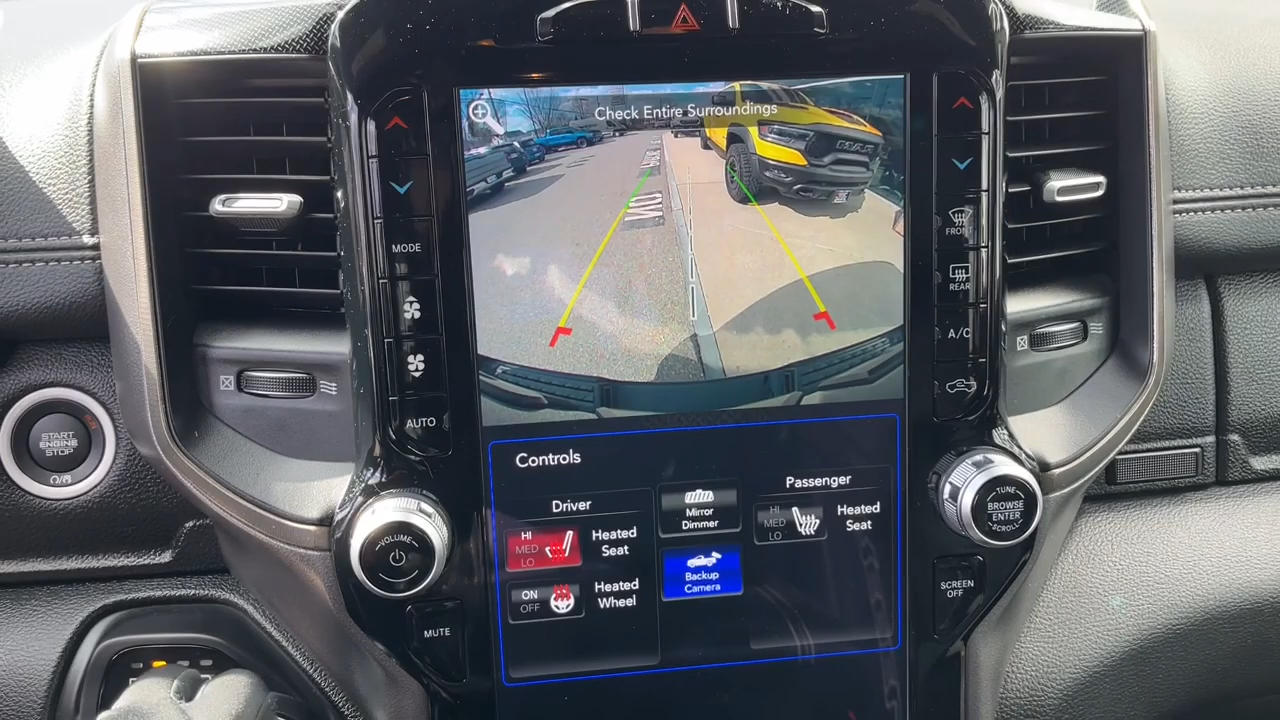 Check Entire Surroundings
MODE
AUTO
FRONT
REAR
A/C
START
ENGINE
STOP
VOLUME
MUTE
TUNE
BROWSE
ENTER
SCROLL
SCREEN
OFF
Controls
Driver
HI
MED
LO
Heated
Seat
ON
OFF
Heated
Wheel
Mirror
Dimmer
Backup
Camera
Passenger
HI
MED
LO
Heated
Seat